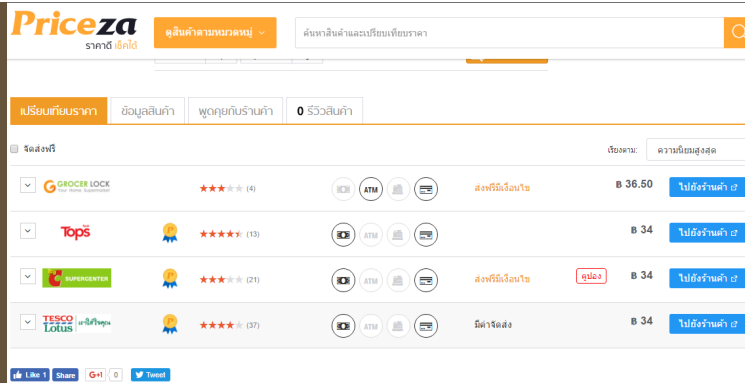 Priceza
ราคาดี เช็คได้
ดูสินค้าตามหมวดหมู่
ค้นหาสินค้าและเปรียบเทียบราคา
เปรียบเทียบราคา ข้อมูลสินค้า พูดคุยกับร้านค้า 0 รีวิวสินค้า
จัดส่งฟรี เรียงตาม: ความนิยมสูงสุด
GROCER LOCK
Your Home Supermarket
(4) ATM ส่งฟรีมีเงื่อนไข ฿ 36.50 ไปยังร้านค้า
Tops (13) ATM ฿ 34 ไปยังร้านค้า
SUPERCENTER (21) ATM ส่งฟรีมีเงื่อนไข คูปอง ฿ 34 ไปยังร้านค้า
TESCO Lotus เราใส่ใจคุณ (37) ATM มีค่าจัดส่ง ฿ 34 ไปยังร้านค้า
Like 1 Share G+1 0 Tweet